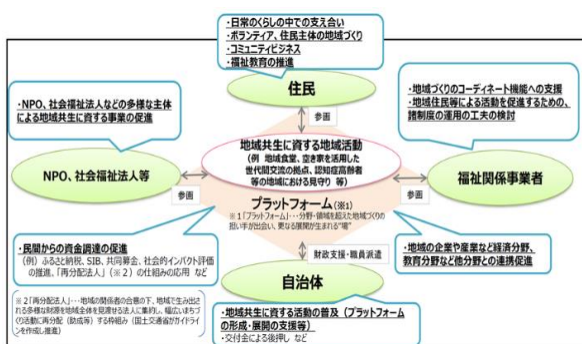 ・日常のくらしの中での支え合い
・ボランティア、住民主体の地域づくり
・コミュニティビジネス
・福祉教育の推進
住民
・NPO、社会福祉法人などの多様な主体
による地域共生に資する事業の促進
・地域づくりのコーディネート機能への支援
・地域住民等による活動を促進するための、
諸制度の運用の工夫の検討
参画
地域共生に資する地域活動
(例 地域食堂、空き家を活用した
世代間交流の拠点、認知症高齢者
等の地域における見守り 等)
NPO、社会福祉法人等
福祉関係事業者
参画
参画
プラットフォーム(※1)
※1「プラットフォーム」・・・分野・領域を超えた地域づくり
の担い手が出会い、更なる展開が生まれる"場"
・民間からの資金調達の促進
(例)ふるさと納税、SIB、共同募金、社会的インパクト評価
の推進、「再分配法人」(※2)の仕組みの応用 など
・地域の企業や産業など経済分野、
教育分野など他分野との連携促進
財政支援・職員派遣
自治体
※2「再分配法人」・・・地域の関係者の合意の下、地域で生み出され
る多様な財源を地域全体を見渡せる法人に集約し、幅広いまちづ
くり活動に再分配(助成等)する枠組み(国土交通省がガイドライ
ンを作成し推進)
・地域共生に資する活動の普及(プラットフォーム
の形成・展開の支援等)
・交付金による後押し など